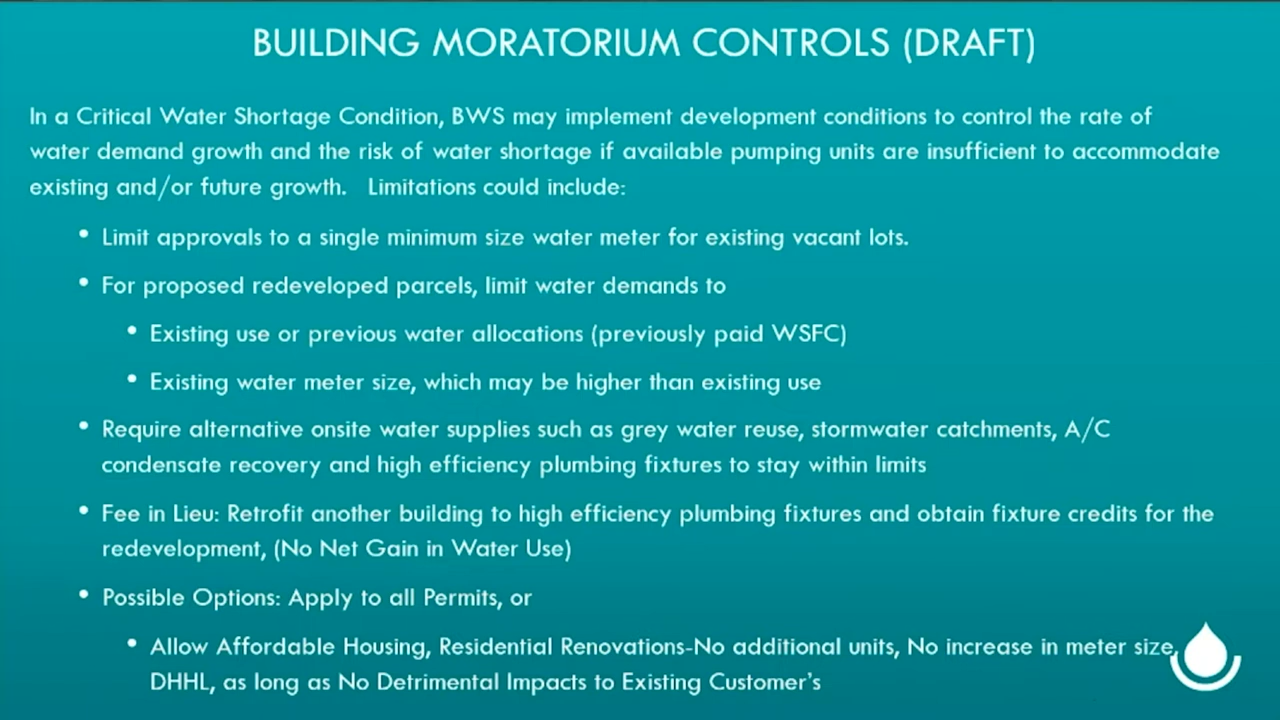 BUILDING MORATORIUM CONTROLS (DRAFT)
In a Critical Water Shortage Condition, BWS may implement development conditions to control the rate of
water demand growth and the risk of water shortage if available pumping units are insufficient to accommodate
existing and/or future growth.   Limitations could include:
• Limit approvals to a single minimum size water meter for existing vacant lots.
• For proposed redeveloped parcels, limit water demands to
• Existing use or previous water allocations (previously paid WSFC)
• Existing water meter size, which may be higher than existing use
• Require alternative onsite water supplies such as grey water reuse, stormwater catchments, A/C
condensate recovery and high efficiency plumbing fixtures to stay within limits
• Fee in Lieu: Retrofit another building to high efficiency plumbing fixtures and obtain fixture credits for the
redevelopment, (No Net Gain in Water Use)
• Possible Options: Apply to all Permits, or
• Allow Affordable Housing, Residential Renovations-No additional units, No increase in meter size,
DHHL, as long as No Detrimental Impacts to Existing Customer's